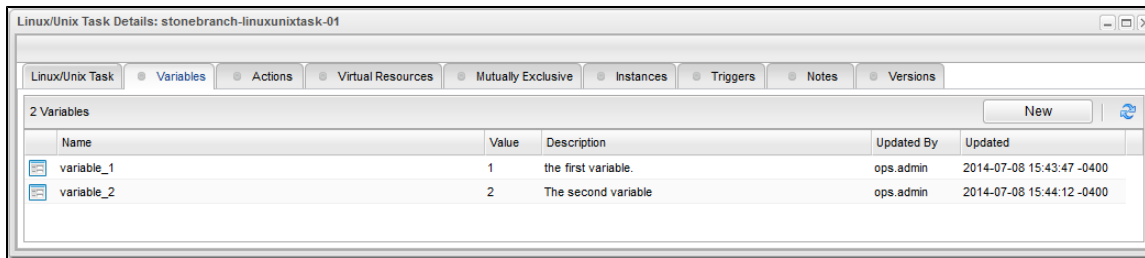 Linux/Unix Task Details: stonebranch-linuxunixtask-01
Linux/Unix Task Variables Actions Virtual Resources Mutually Exclusive Instances Triggers Notes Versions
2 Variables New
Name Value Description Updated By Updated
variable_1 1 the first variable. ops.admin 2014-07-08 15:43:47 -0400
variable_2 2 The second variable ops.admin 2014-07-08 15:44:12 -0400